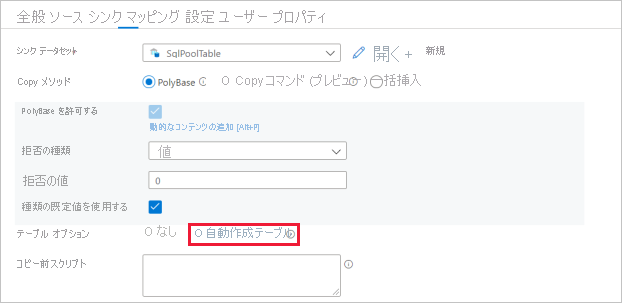 全般 ソース シンク マッピング 設定 ユーザー プロパティ
シンク データセット SqlPoolTable 開く + 新規
Copy メソッド PolyBase O Copy コマンド (プレビュー) 一括挿入
PolyBase を許可する
動的なコンテンツの追加 [Alt+P]
拒否の種類 値
拒否の値 0
種類の既定値を使用する
テーブル オプション O なし O 自動作成テーブル
コピー前スクリプト